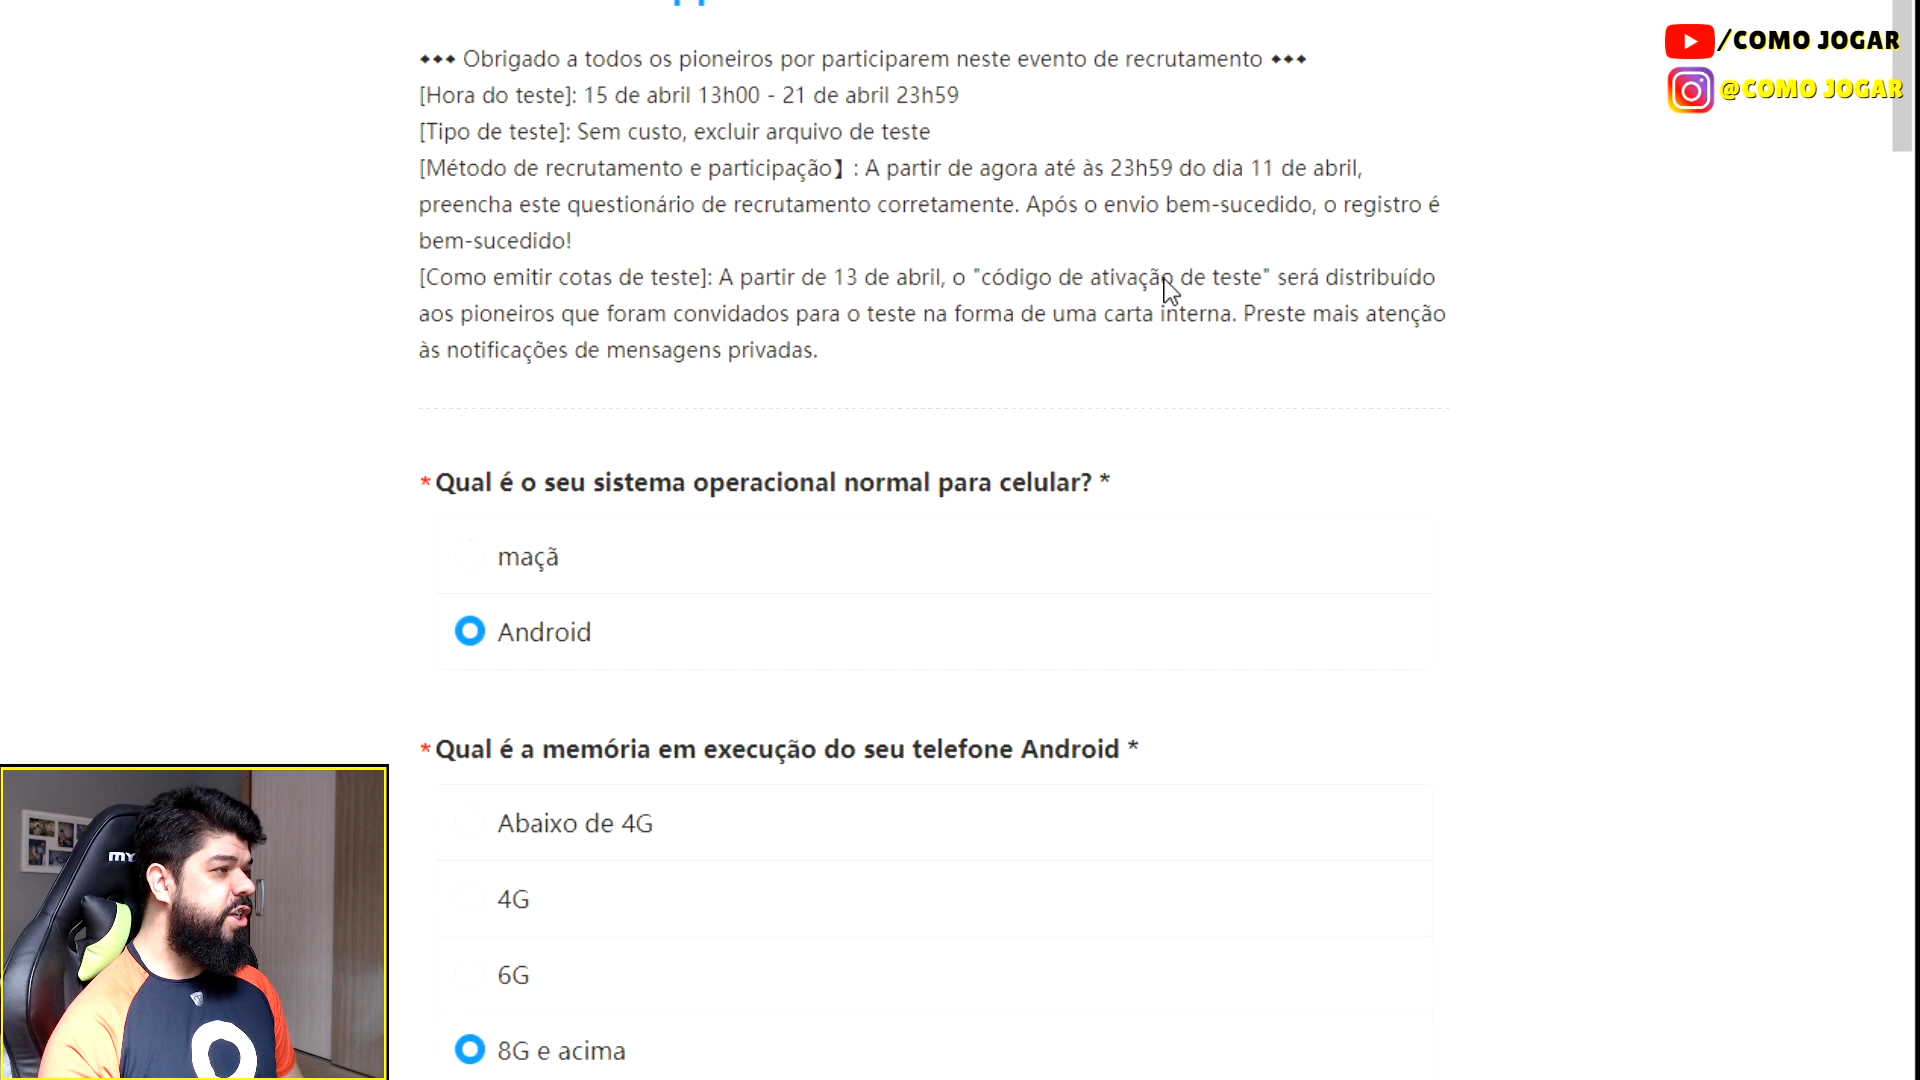 ◆◆◆ Obrigado a todos os pioneiros por participarem neste evento de recrutamento ◆◆◆
[Hora do teste]: 15 de abril 13h00 - 21 de abril 23h59
[Tipo de teste]: Sem custo, excluir arquivo de teste
[Método de recrutamento e participação】: A partir de agora até às 23h59 do dia 11 de abril,
preencha este questionário de recrutamento corretamente. Após o envio bem-sucedido, o registro é
bem-sucedido!
[Como emitir cotas de teste]: A partir de 13 de abril, o "código de ativação de teste" será distribuído
aos pioneiros que foram convidados para o teste na forma de uma carta interna. Preste mais atenção
às notificações de mensagens privadas.
*Qual é o seu sistema operacional normal para celular? *
maçã
Android
*Qual é a memória em execução do seu telefone Android *
Abaixo de 4G
4G
6G
8G e acima
/COMO JOGAR
@COMO JOGAR
MY